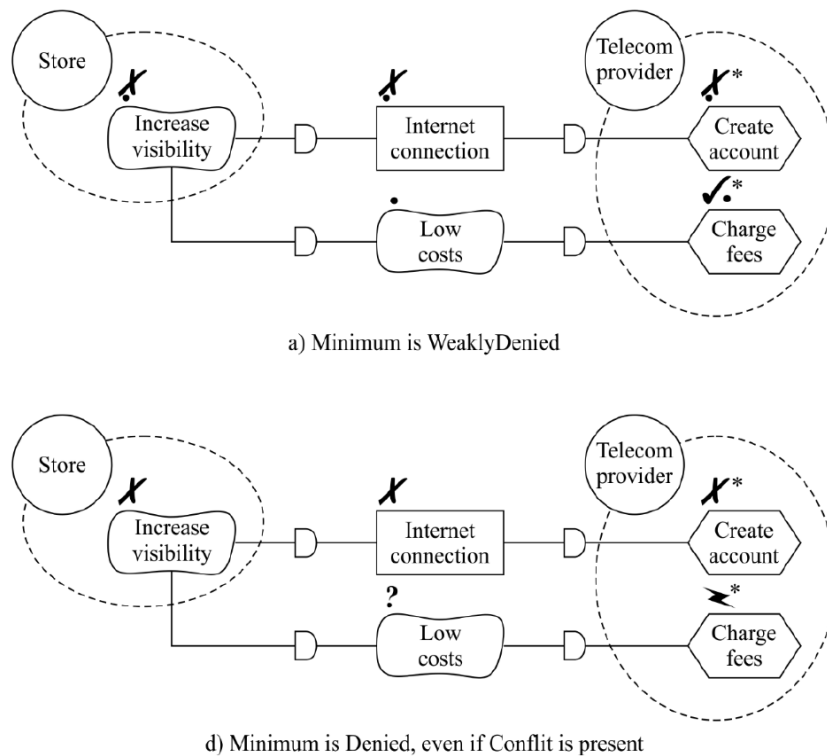 Store
Telecom
provider
*
Increase
visibility
Internet
connection
Create
account
*
Low
costs
Charge
fees
a) Minimum is WeaklyDenied
Store
Telecom
provider
*
Increase
visibility
Internet
connection
Create
account
?
*
Low
costs
Charge
fees
d) Minimum is Denied, even if Conflit is present